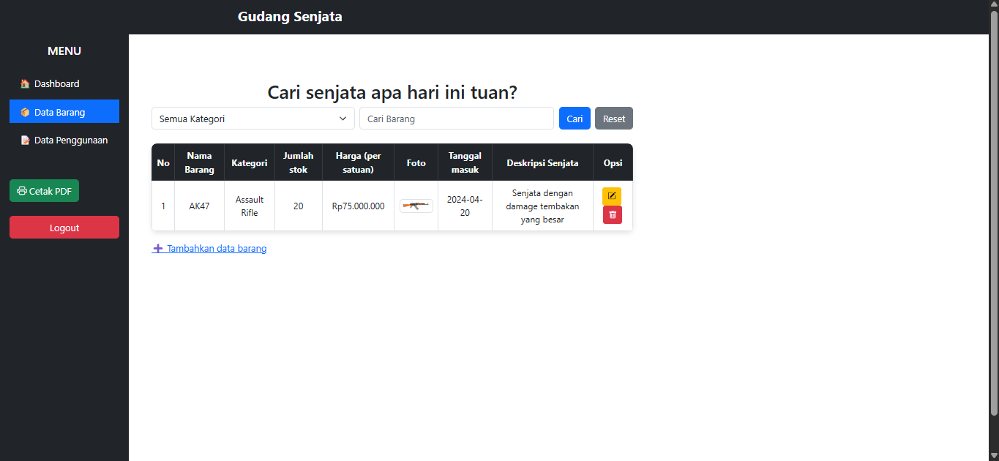 Gudang Senjata
MENU
Dashboard
Data Barang
Data Penggunaan
Cetak PDF
Logout
Cari senjata apa hari ini tuan?
Semua Kategori
Cari Barang
Cari
Reset
No
Nama
Barang
Kategori
Jumlah
stok
Harga (per
satuan)
Foto
Tanggal
masuk
Deskripsi Senjata
Opsi
1
AK47
Assault
Rifle
20
Rp75.000.000
2024-04-
20
Senjata dengan
damage tembakan
yang besar
Tambahkan data barang